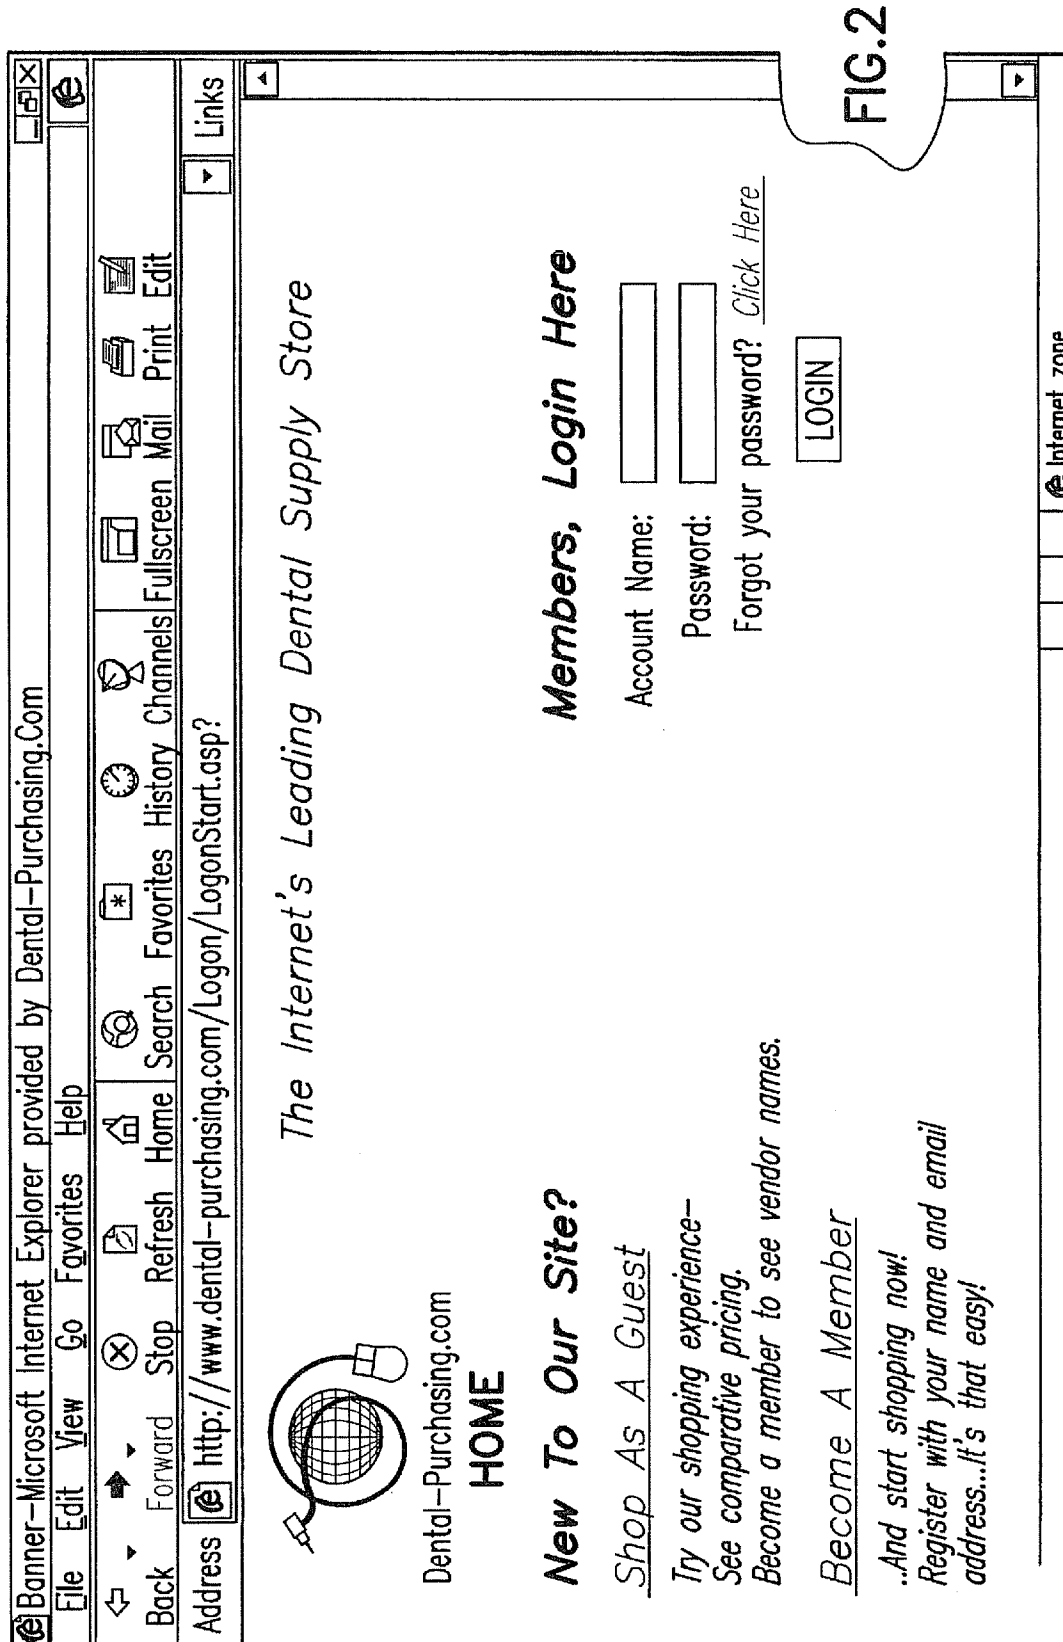 Banner–Microsoft Internet Explorer provided by Dental–Purchasing.Com
File Edit View Go Favorites Help
Back Forward Stop Refresh Home Search Favorites History Channels Fullscreen Mail Print Edit
Address http://www.dental–purchasing.com/Logon/LogonStart.asp? Links
The Internet's Leading Dental Supply Store
Dental–Purchasing.com
HOME
New To Our Site?
Shop As A Guest
Try our shopping experience–
See comparative pricing.
Become a member to see vendor names.
Become A Member
..And start shopping now!
Register with your name and email
address...It's that easy!
Members, Login Here
Account Name:
Password:
Forgot your password? Click Here
LOGIN
Internet zone
FIG.2